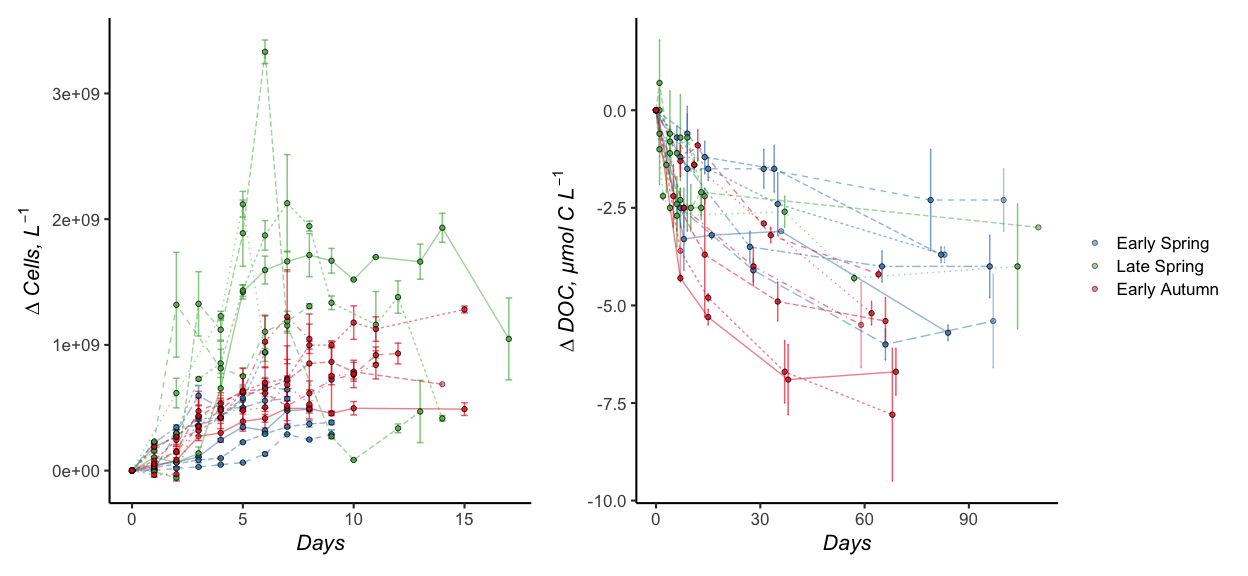 Δ Cells, L⁻¹
3e+09
2e+09
1e+09
0e+00
0
5
10
15
Days
Δ DOC, μmol C L⁻¹
0.0
-2.5
-5.0
-7.5
-10.0
0
30
60
90
Days
Early Spring
Late Spring
Early Autumn